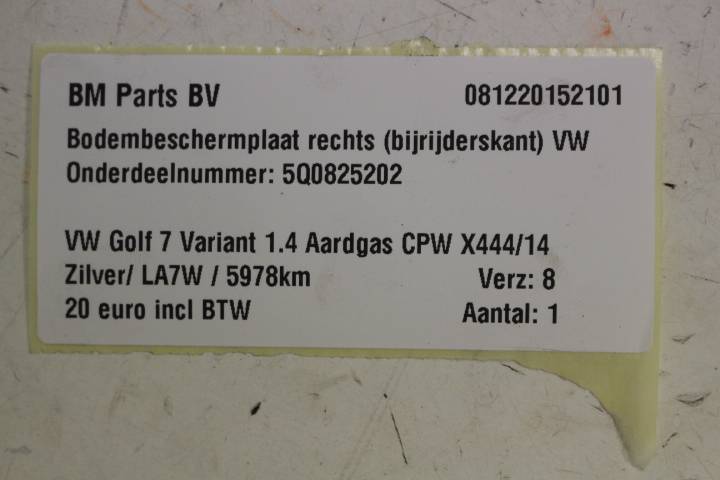 BM Parts BV 081220152101
Bodembeschermplaat rechts (bijrijderskant) VW
Onderdeelnummer: 5Q0825202
VW Golf 7 Variant 1.4 Aardgas CPW X444/14
Zilver/ LA7W / 5978km Verz: 8
20 euro incl BTW Aantal: 1